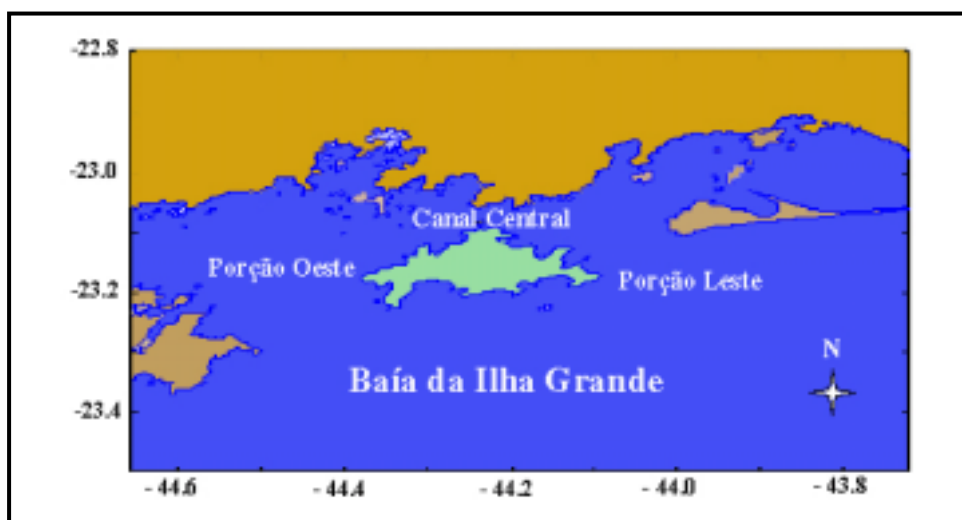 -22.8
-23.0
Canal Central
Porção Oeste
Porção Leste
-23.2
N
Baía da Ilha Grande
-23.4
-44.6 -44.4 -44.2 -44.0 -43.8